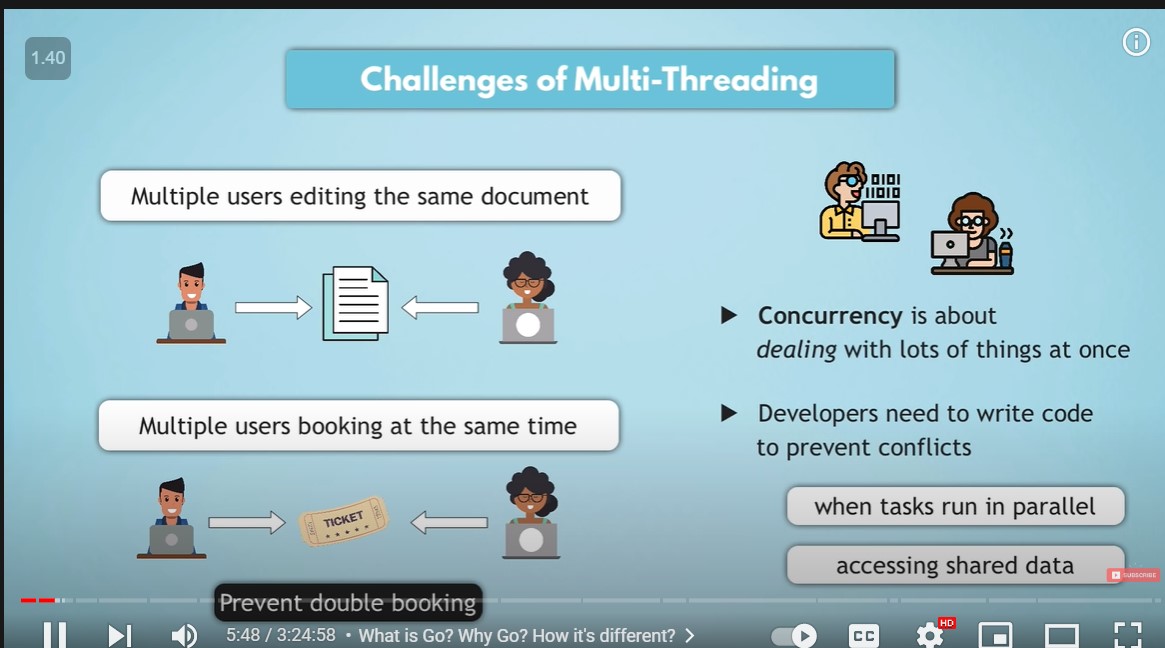 1.40
Challenges of Multi-Threading
Multiple users editing the same document
0101
11010
▶ Concurrency is about
dealing with lots of things at once
Multiple users booking at the same time
▶ Developers need to write code
to prevent conflicts
TICKET
when tasks run in parallel
accessing shared data
SUBSCRIBE
Prevent double booking
5:48 / 3:24:58 • What is Go? Why Go? How it's different? >
CC
HD